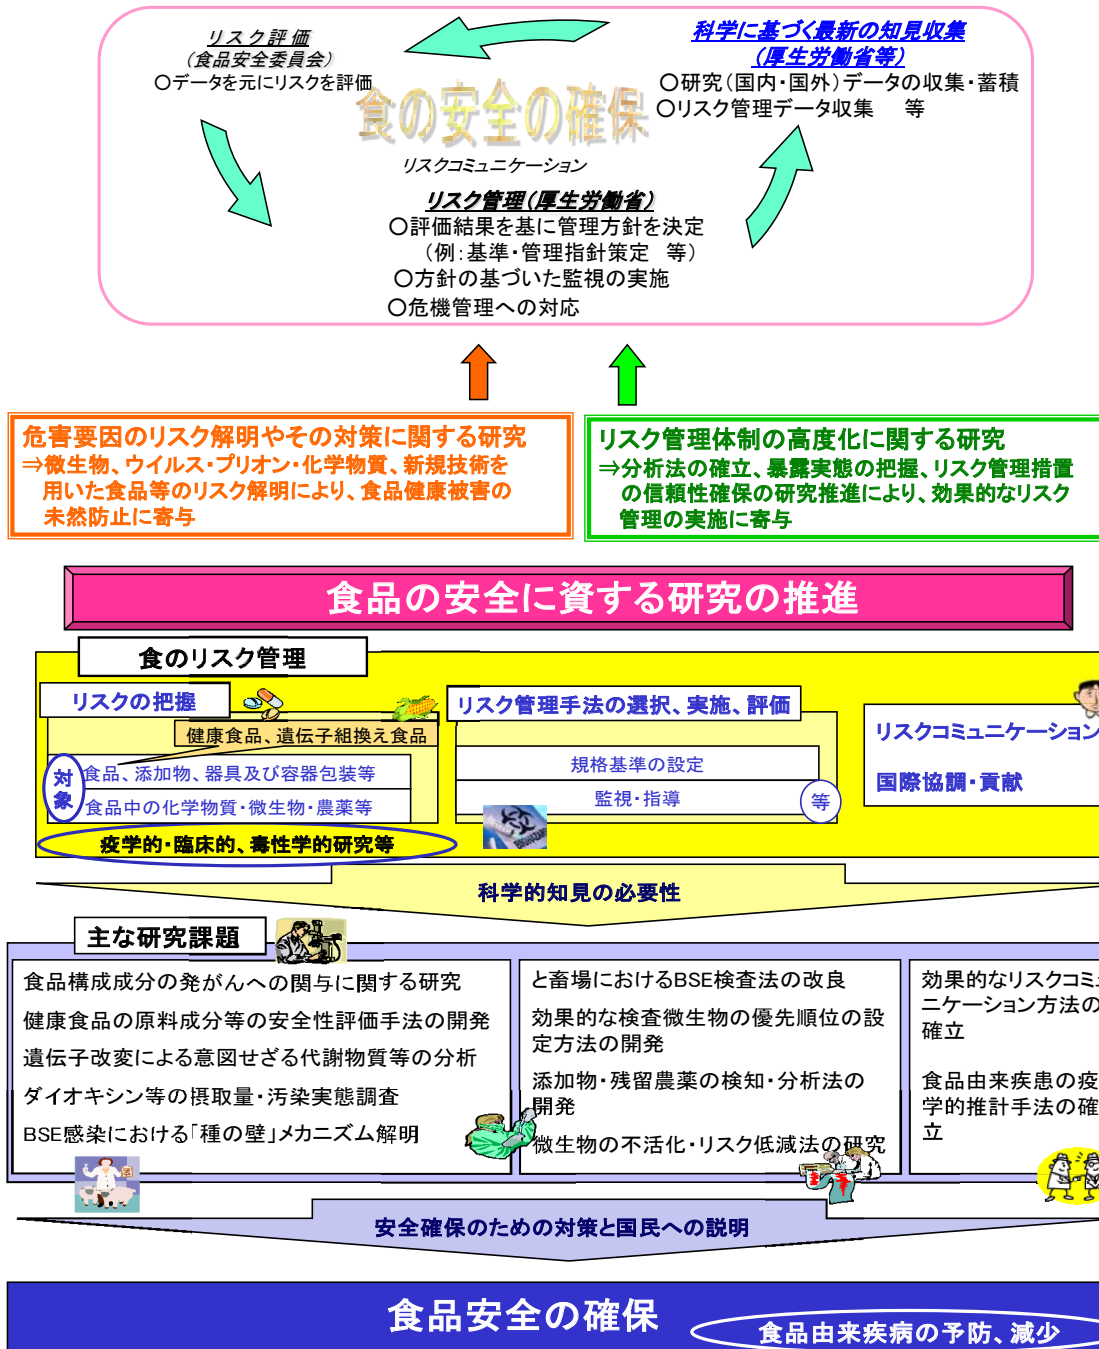 リスク評価
(食品安全委員会)
○データを元にリスクを評価
科学に基づく最新の知見収集
(厚生労働省等)
○研究(国内・国外)データの収集・蓄積
○リスク管理データ収集　等
食の安全の確保
リスクコミュニケーション
リスク管理(厚生労働省)
○評価結果を基に管理方針を決定
(例:基準・管理指針策定　等)
○方針の基づいた監視の実施
○危機管理への対応
危害要因のリスク解明やその対策に関する研究
⇒微生物、ウイルス・プリオン・化学物質、新規技術を
用いた食品等のリスク解明により、食品健康被害の
未然防止に寄与
リスク管理体制の高度化に関する研究
⇒分析法の確立、暴露実態の把握、リスク管理措置
の信頼性確保の研究推進により、効果的なリスク
管理の実施に寄与
食品の安全に資する研究の推進
食のリスク管理
リスクの把握
健康食品、遺伝子組換え食品
対象
食品、添加物、器具及び容器包装等
食品中の化学物質・微生物・農薬等
疫学的・臨床的、毒性学的研究等
リスク管理手法の選択、実施、評価
規格基準の設定
監視・指導
等
リスクコミュニケーション
国際協調・貢献
科学的知見の必要性
主な研究課題
食品構成成分の発がんへの関与に関する研究
健康食品の原料成分等の安全性評価手法の開発
遺伝子改変による意図せざる代謝物質等の分析
ダイオキシン等の摂取量・汚染実態調査
BSE感染における「種の壁」メカニズム解明
と畜場におけるBSE検査法の改良
効果的な検査微生物の優先順位の設
定方法の開発
添加物・残留農薬の検知・分析法の
開発
微生物の不活化・リスク低減法の研究
効果的なリスクコミュ
ニケーション方法の
確立
食品由来疾患の疫
学的推計手法の確
立
安全確保のための対策と国民への説明
食品安全の確保
食品由来疾病の予防、減少